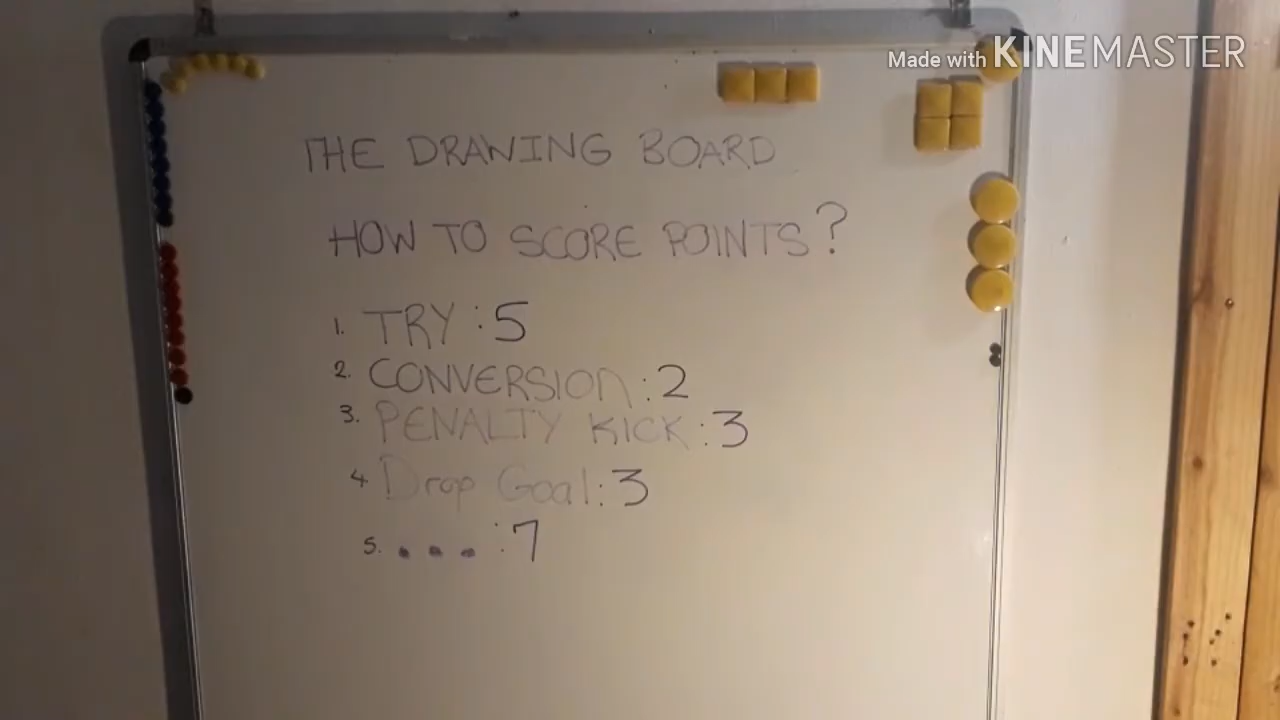 Made with KINEMASTER
THE DRAWING BOARD
HOW TO SCORE POINTS?
1. TRY : 5
2. CONVERSION : 2
3. PENALTY KICK : 3
4 Drop Goal : 3
5. . . . : 7